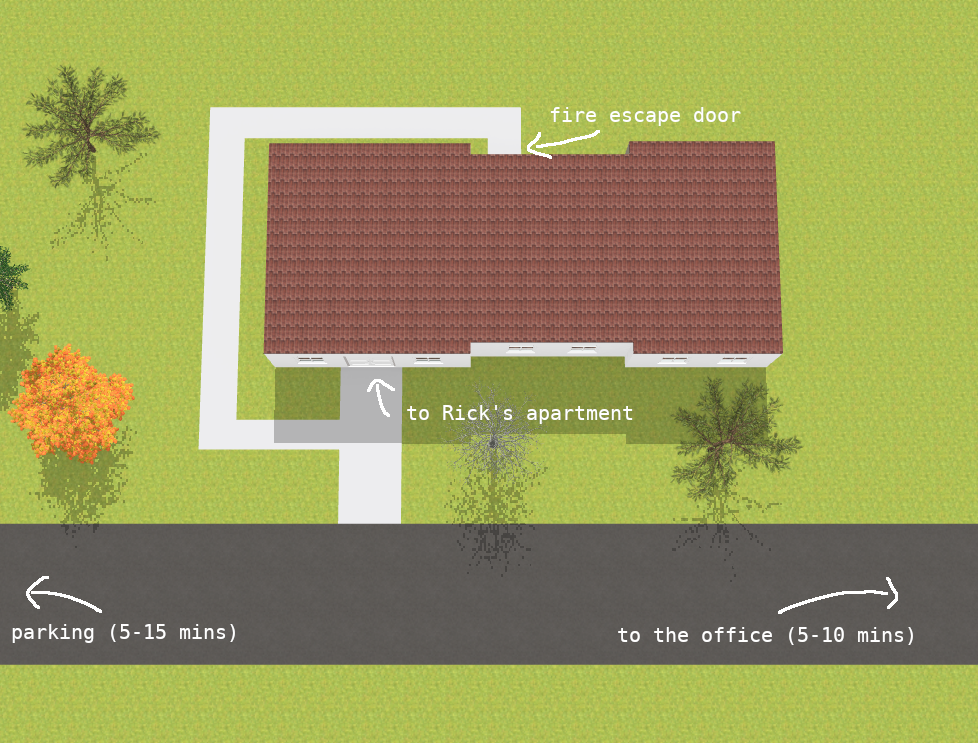 fire escape door
to Rick's apartment
parking (5-15 mins)
to the office (5-10 mins)